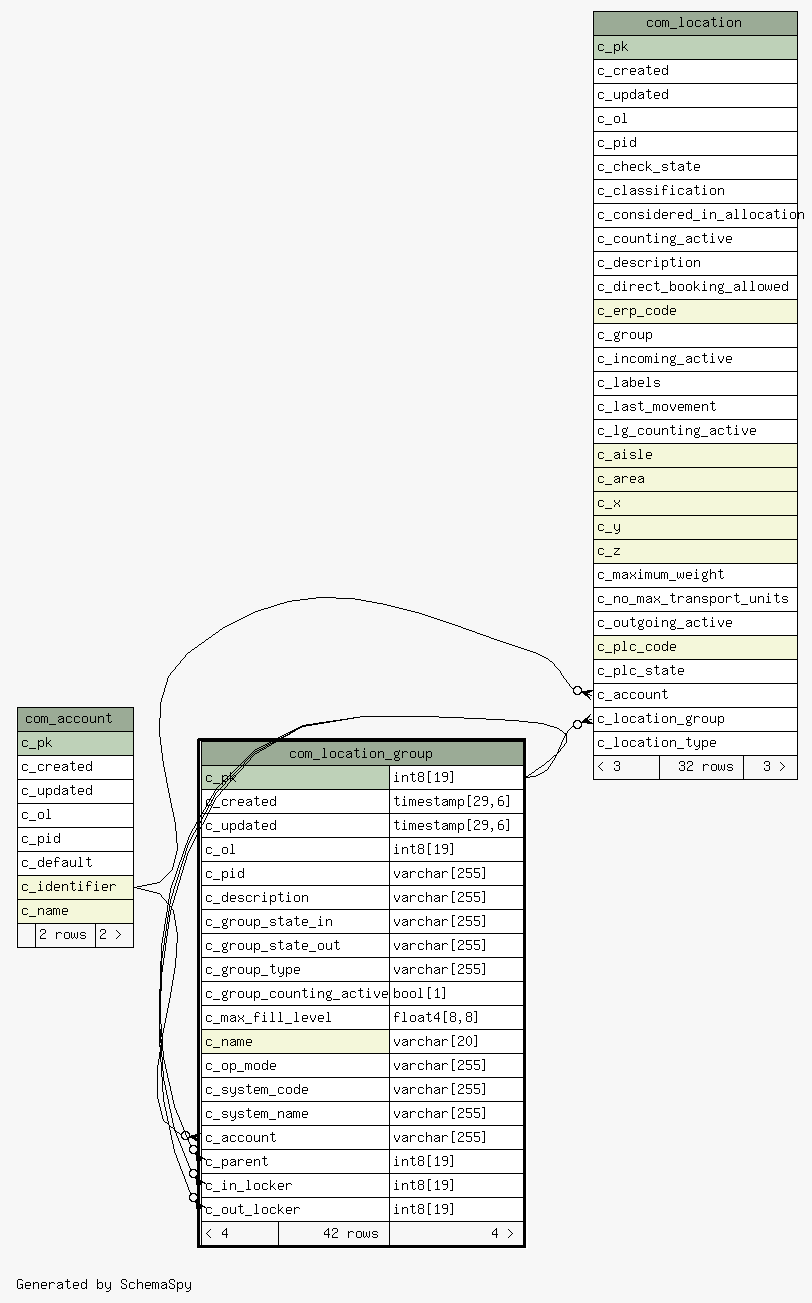 com_location
c_pk
c_created
c_updated
c_ol
c_pid
c_check_state
c_classification
c_considered_in_allocation
c_counting_active
c_description
c_direct_booking_allowed
c_erp_code
c_group
c_incoming_active
c_labels
c_last_movement
c_lg_counting_active
c_aisle
c_area
c_x
c_y
c_z
c_maximum_weight
c_no_max_transport_units
c_outgoing_active
c_plc_code
c_plc_state
c_account
c_location_group
c_location_type
< 3 32 rows 3 >
com_account
c_pk
c_created
c_updated
c_ol
c_pid
c_default
c_identifier
c_name
2 rows 2 >
com_location_group
c_pk int8[19]
c_created timestamp[29,6]
c_updated timestamp[29,6]
c_ol int8[19]
c_pid varchar[255]
c_description varchar[255]
c_group_state_in varchar[255]
c_group_state_out varchar[255]
c_group_type varchar[255]
c_group_counting_active bool[1]
c_max_fill_level float4[8,8]
c_name varchar[20]
c_op_mode varchar[255]
c_system_code varchar[255]
c_system_name varchar[255]
c_account varchar[255]
c_parent int8[19]
c_in_locker int8[19]
c_out_locker int8[19]
< 4 42 rows 4 >
Generated by SchemaSpy